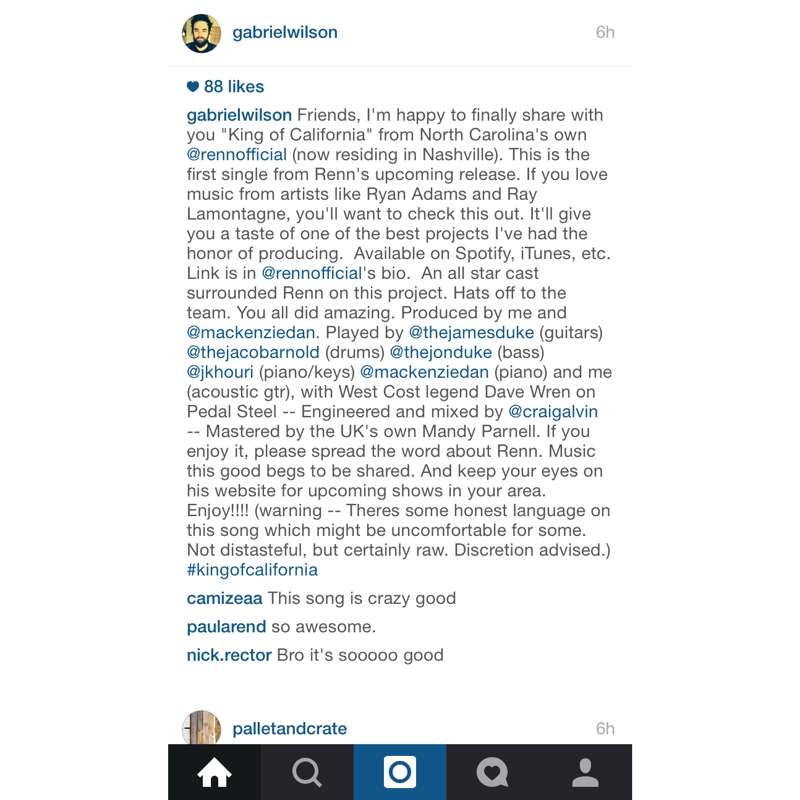 gabrielwilson 6h
88 likes
gabrielwilson Friends, I'm happy to finally share with
you "King of California" from North Carolina's own
@rennofficial (now residing in Nashville). This is the
first single from Renn's upcoming release. If you love
music from artists like Ryan Adams and Ray
Lamontagne, you'll want to check this out. It'll give
you a taste of one of the best projects I've had the
honor of producing.  Available on Spotify, iTunes, etc.
Link is in @rennofficial's bio.  An all star cast
surrounded Renn on this project. Hats off to the
team. You all did amazing. Produced by me and
@mackenziedan. Played by @thejamesduke (guitars)
@thejacobarnold (drums) @thejonduke (bass)
@jkhouri (piano/keys) @mackenziedan (piano) and me
(acoustic gtr), with West Cost legend Dave Wren on
Pedal Steel -- Engineered and mixed by @craigalvin
-- Mastered by the UK's own Mandy Parnell. If you
enjoy it, please spread the word about Renn. Music
this good begs to be shared. And keep your eyes on
his website for upcoming shows in your area.
Enjoy!!!! (warning -- Theres some honest language on
this song which might be uncomfortable for some.
Not distasteful, but certainly raw. Discretion advised.)
#kingofcalifornia
camizeaa This song is crazy good
paularend so awesome.
nick.rector Bro it's sooooo good
palletandcrate 6h